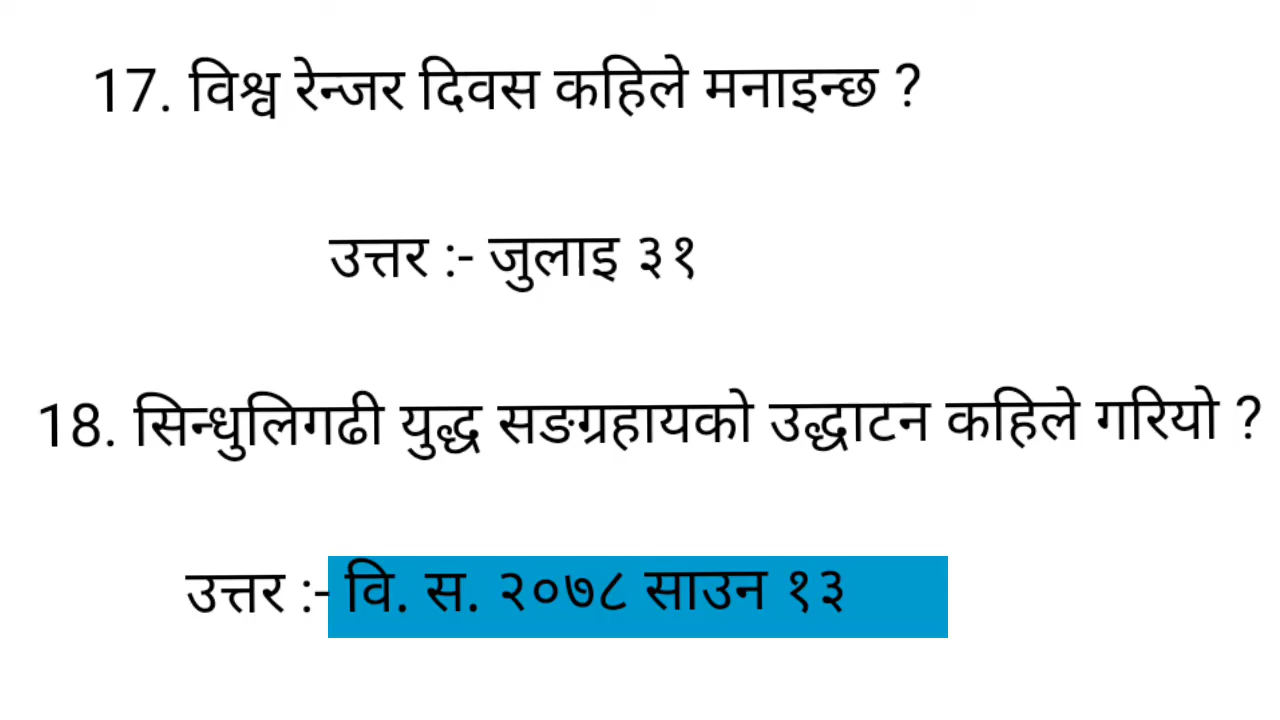 17. विश्व रेन्जर दिवस कहिले मनाइन्छ ?
उत्तर :- जुलाइ ३१
18. सिन्धुलिगढी युद्ध सङग्रहायको उद्धाटन कहिले गरियो ?
उत्तर :- वि. स. २०७८ साउन १३